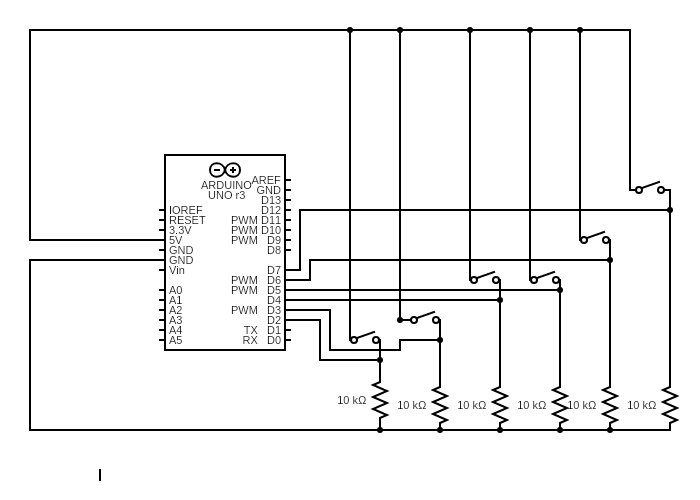 ARDUINO
UNO r3
AREF
GND
D13
IOREF D12
RESET PWM D11
3.3V PWM D10
5V PWM D9
GND D8
GND
Vin D7
PWM D6
A0 PWM D5
A1 D4
A2 PWM D3
A3 D2
A4 TX D1
A5 RX D0
10 kΩ 10 kΩ 10 kΩ 10 kΩ 10 kΩ 10 kΩ